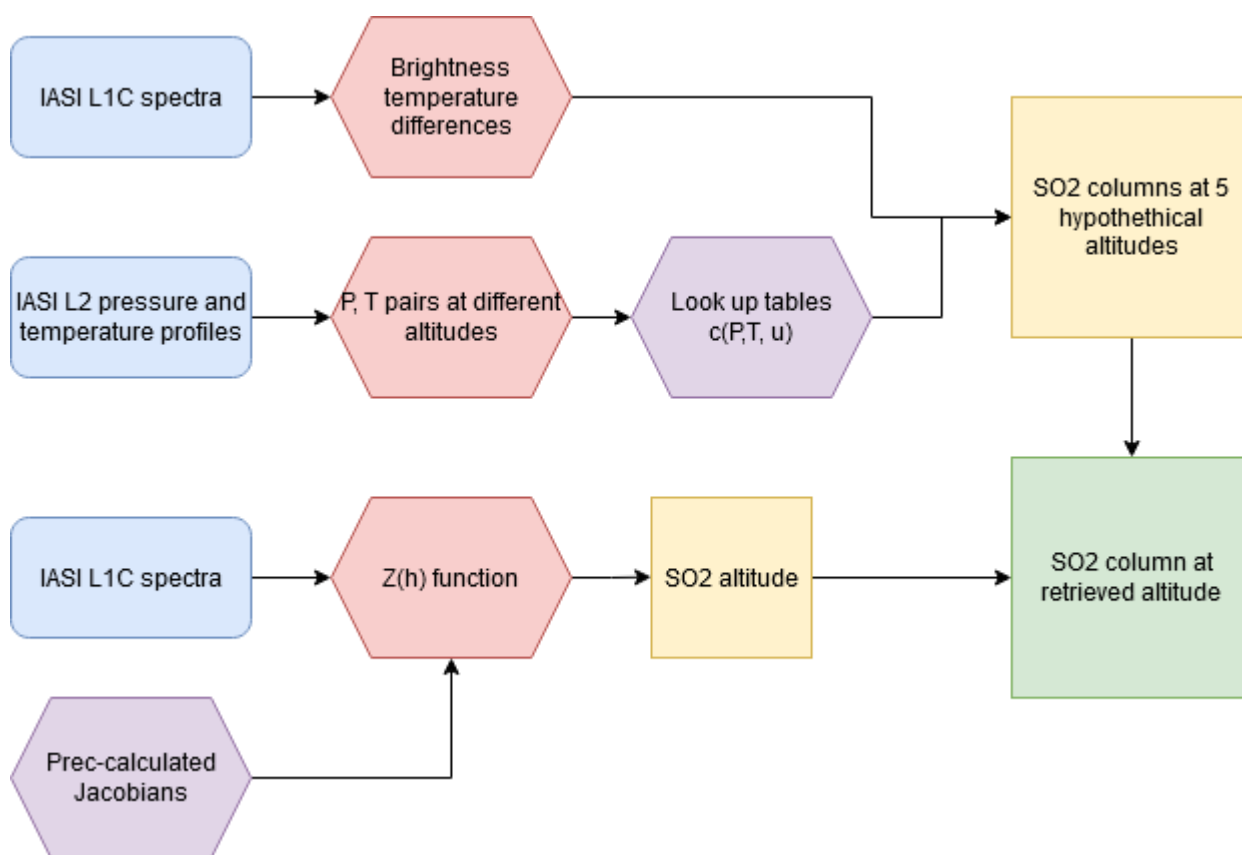 IASI L1C spectra
Brightness
temperature
differences
SO2 columns at 5
hypothethical
altitudes
IASI L2 pressure and
temperature profiles
P, T pairs at different
altitudes
Look up tables
c(P,T, u)
IASI L1C spectra
Z(h) function
SO2 altitude
SO2 column at
retrieved altitude
Prec-calculated
Jacobians